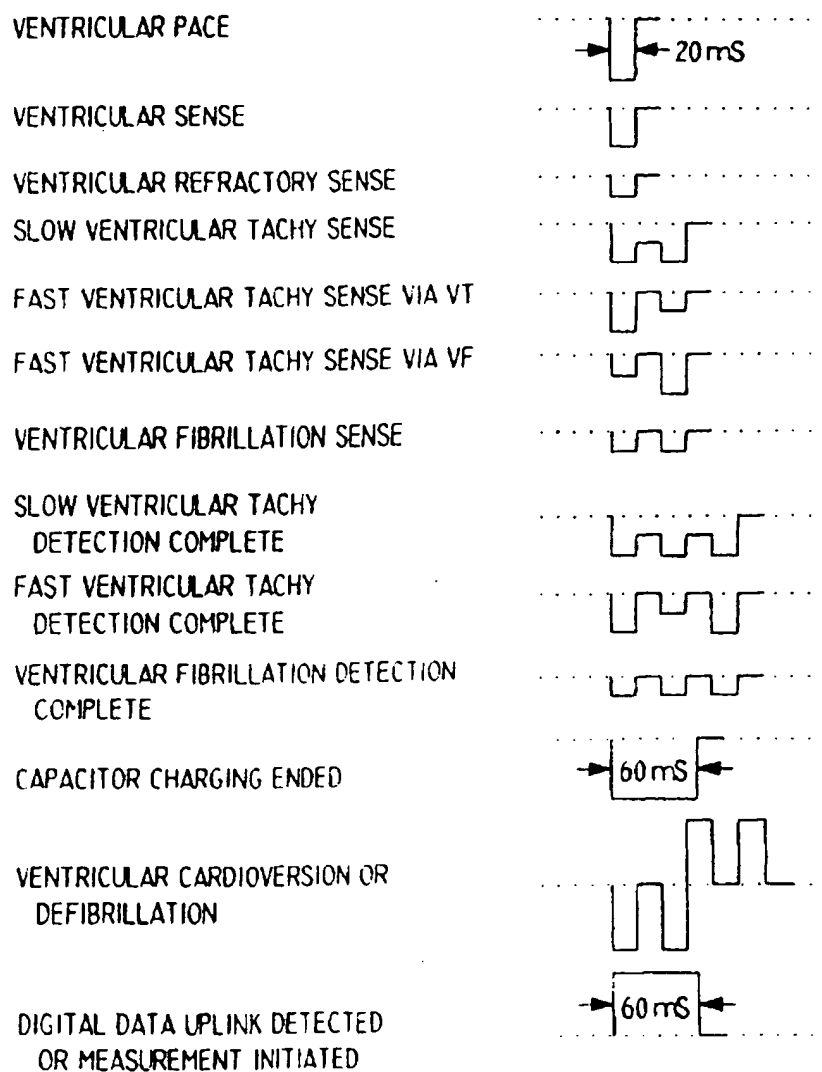 VENTRICULAR PACE
20 mS
VENTRICULAR SENSE
VENTRICULAR REFRACTORY SENSE
SLOW VENTRICULAR TACHY SENSE
FAST VENTRICULAR TACHY SENSE VIA VT
FAST VENTRICULAR TACHY SENSE VIA VF
VENTRICULAR FIBRILLATION SENSE
SLOW VENTRICULAR TACHY
DETECTION COMPLETE
FAST VENTRICULAR TACHY
DETECTION COMPLETE
VENTRICULAR FIBRILLATION DETECTION
COMPLETE
CAPACITOR CHARGING ENDED
60 mS
VENTRICULAR CARDIOVERSION OR
DEFIBRILLATION
DIGITAL DATA UPLINK DETECTED
OR MEASUREMENT INITIATED
60 mS